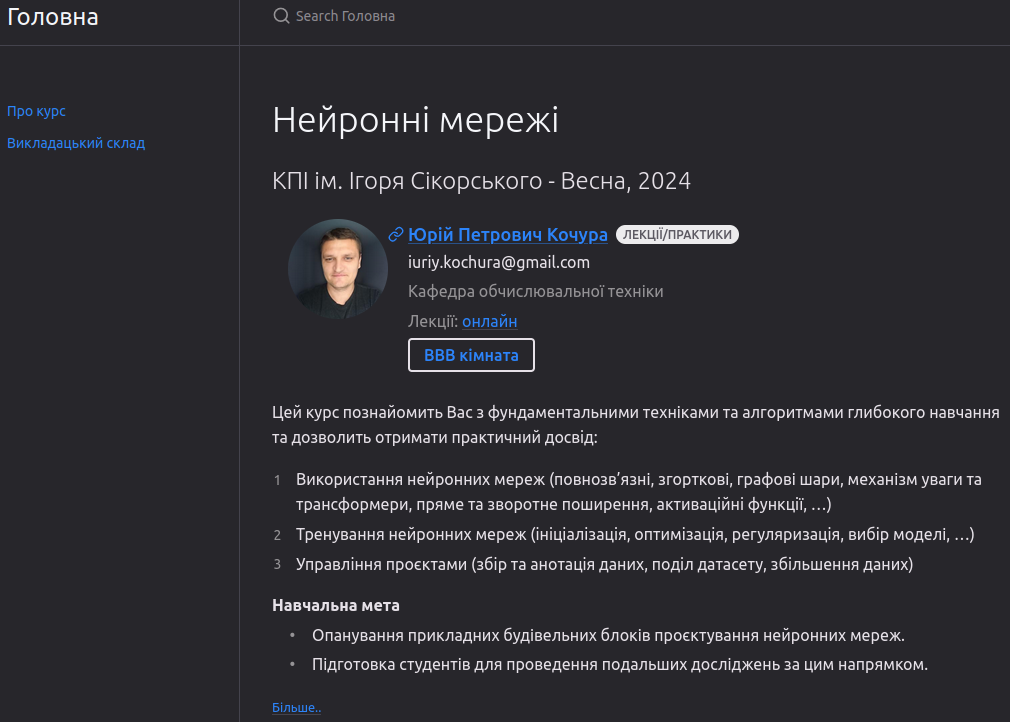 Головна
Search Головна
Про курс
Викладацький склад
Нейронні мережі
КПІ ім. Ігоря Сікорського - Весна, 2024
Юрій Петрович Кочура ЛЕКЦІЇ/ПРАКТИКИ
iuriy.kochura@gmail.com
Кафедра обчислювальної техніки
Лекції: онлайн
BBB кімната
Цей курс познайомить Вас з фундаментальними техніками та алгоритмами глибокого навчання
та дозволить отримати практичний досвід:
1 Використання нейронних мереж (повнозв’язні, згорткові, графові шари, механізм уваги та
трансформери, пряме та зворотне поширення, активаційні функції, …)
2 Тренування нейронних мереж (ініціалізація, оптимізація, регуляризація, вибір моделі, …)
3 Управління проєктами (збір та анотація даних, поділ датасету, збільшення даних)
Навчальна мета
• Опанування прикладних будівельних блоків проєктування нейронних мереж.
• Підготовка студентів для проведення подальших досліджень за цим напрямком.
Більше..